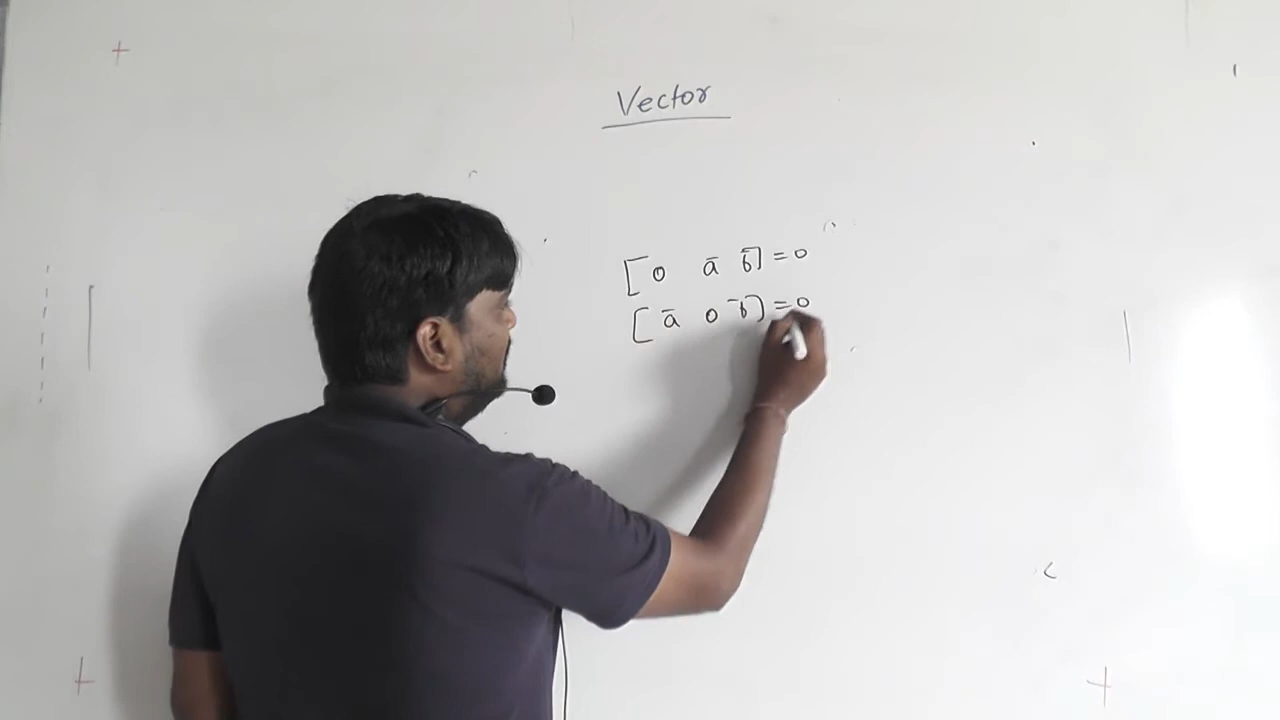 Vector
[0 ā b̄] = 0
[ā 0 b̄] = 0